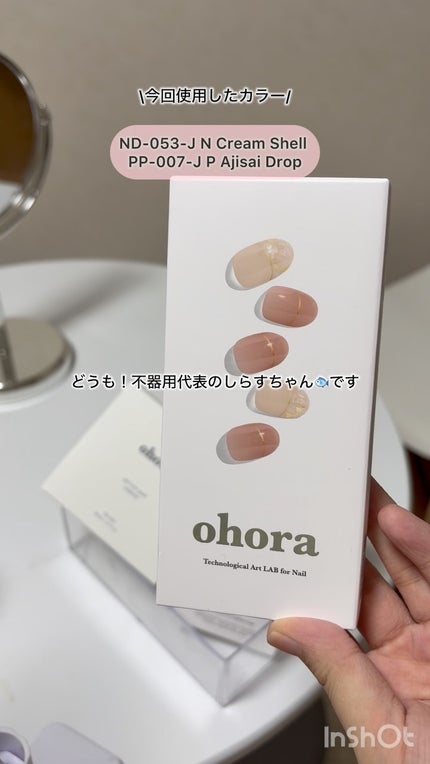 \今回使用したカラー/
ND-053-J N Cream Shell
PP-007-J P Ajisai Drop
どうも！不器用代表のしらすちゃん🐟です
ohora
Technological Art LAB for Nail
InShOt